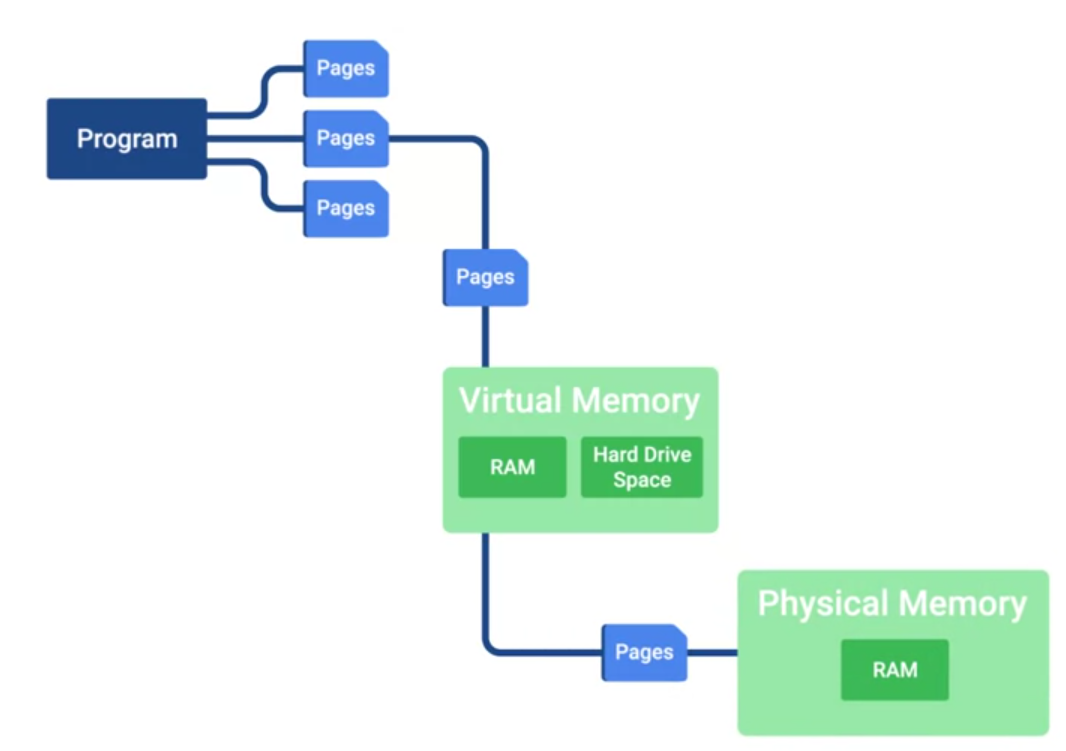 Pages
Program
Pages
Pages
Pages
Virtual Memory
RAM
Hard Drive
Space
Pages
Physical Memory
RAM